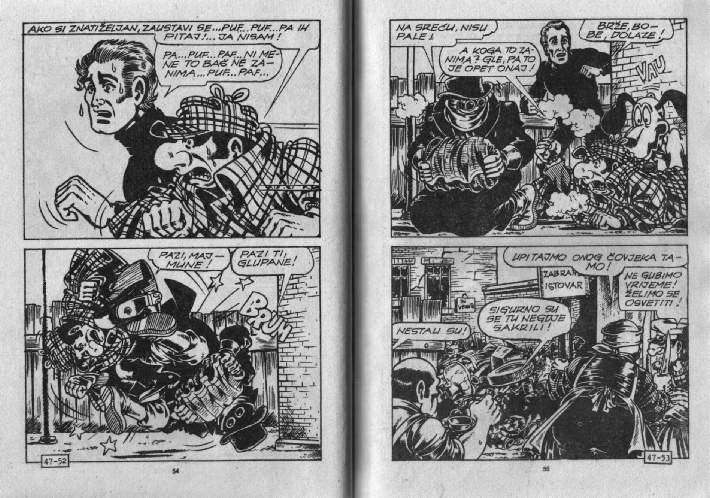 AKO SI ZNATIŽELJAN, ZAUSTAVI SE...PUF...PUF...PA IH
PITAJ!... JA NISAM!
PA...PUF...PAF...NI ME-
NE TO BAŠ NE ZA-
NIMA...PUF...PAF...
PAZI, MAJ-
MUNE!
PAZI TI,
GLUPANE!
BRUH
47-52
54
NA SREĆU, NISU
PALE!
A KOGA TO ZA-
NIMA? GLE, PA TO
JE OPET ONAJ!
BRŽE, BO-
BE, DOLAZE!
VAU
UPITAJMO ONOG ČOVJEKA TA-
MO!
ZABRAN
ISTOVAR
NE GUBIMO
VRIJEME!
ŽELIMO SE
OSVETITI!
SIGURNO SU
SE TU NEGDJE
SAKRILI!
NESTALI SU!
55
47-53